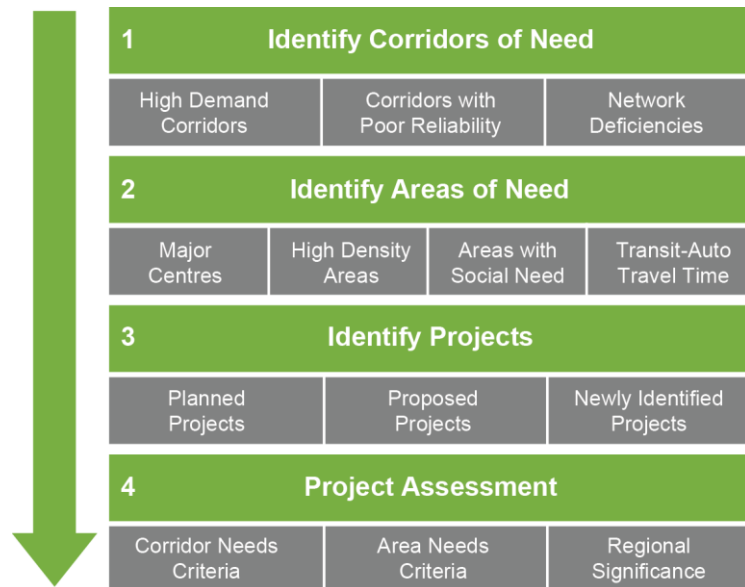 1 Identify Corridors of Need
High Demand
Corridors
Corridors with
Poor Reliability
Network
Deficiencies
2 Identify Areas of Need
Major
Centres
High Density
Areas
Areas with
Social Need
Transit-Auto
Travel Time
3 Identify Projects
Planned
Projects
Proposed
Projects
Newly Identified
Projects
4 Project Assessment
Corridor Needs
Criteria
Area Needs
Criteria
Regional
Significance